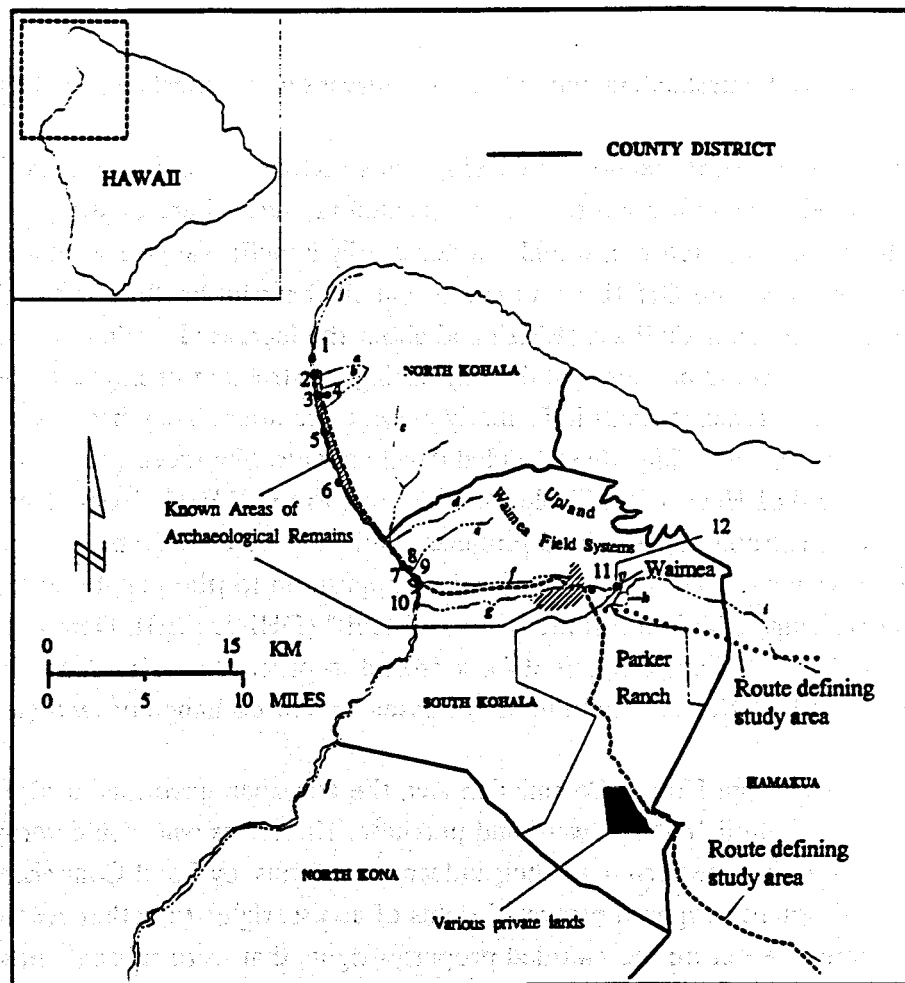 HAWAII
COUNTY DISTRICT
1
2
3
4
5
6
7
8
9
10
11
12
a
b
c
d
f
g
h
i
j
j
NORTH KOHALA
Known Areas of
Archaeological Remains
Upland
Waimea Field Systems
Waimea
0 15 KM
0 5 10 MILES
Parker
Ranch
Route defining
study area
SOUTH KOHALA
HAMAKUA
NORTH KONA
Various private lands
Route defining
study area